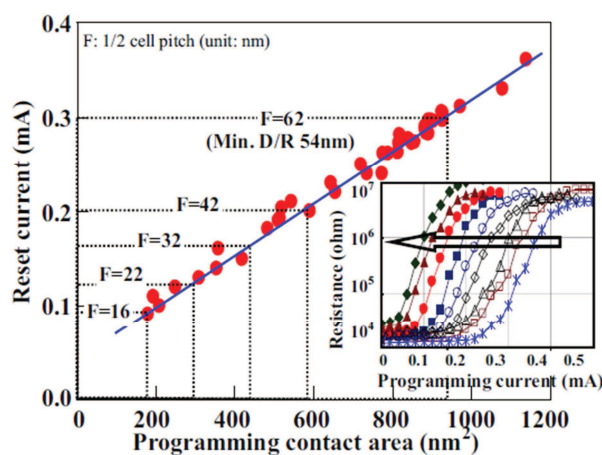 F: 1/2 cell pitch (unit: nm)
0.4
0.3
0.2
0.1
0.0
Reset current (mA)
F=62
(Min. D/R 54nm)
F=42
F=32
F=22
F=16
0
200
400
600
800
1000
1200
Programming contact area (nm²)
10⁷
10⁶
10⁵
10⁴
Resistance (ohm)
0 0.1 0.2 0.3 0.4 0.5
Programming current (mA)